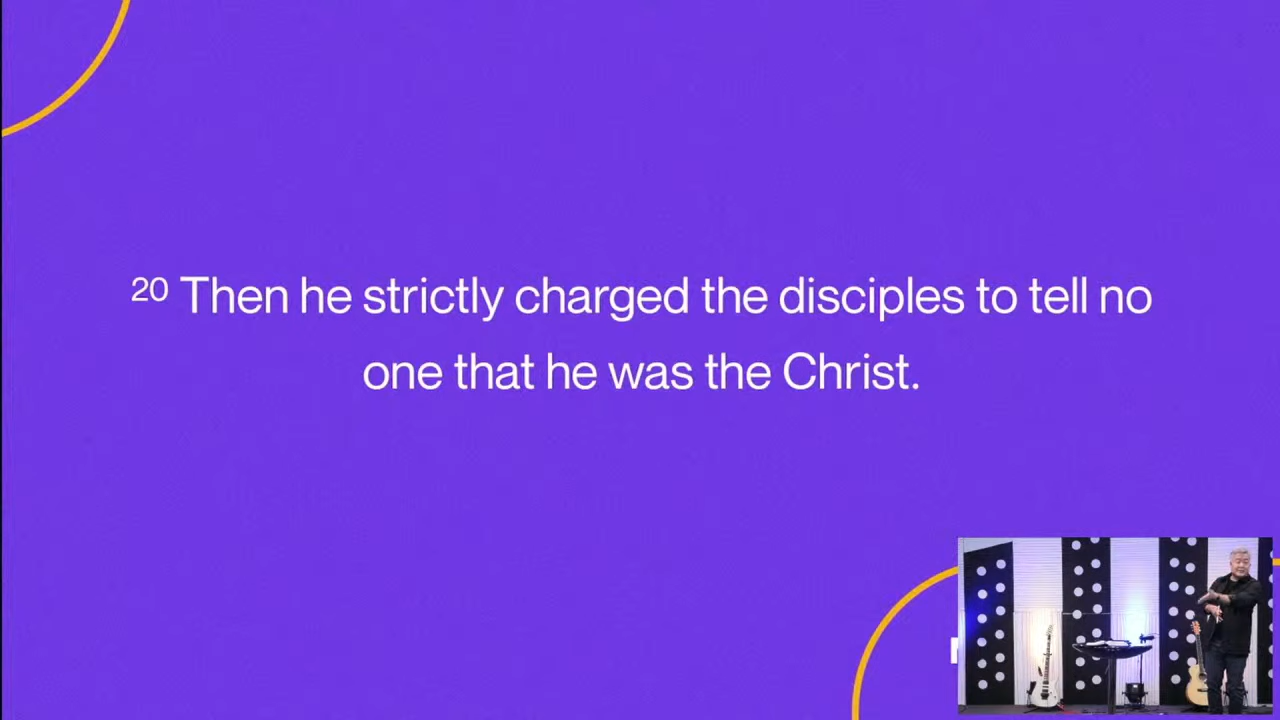 20 Then he strictly charged the disciples to tell no
one that he was the Christ.